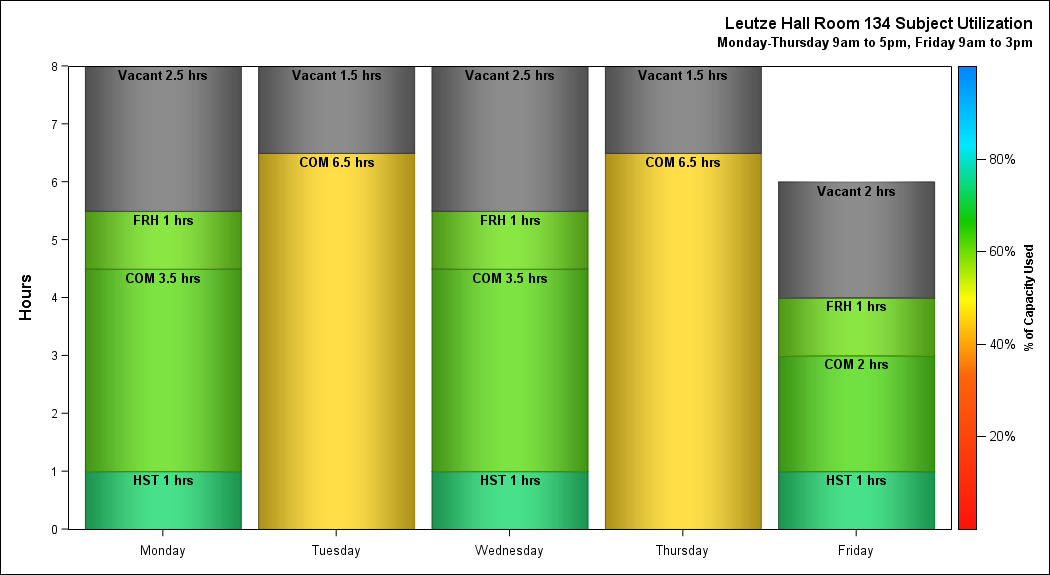 Leutze Hall Room 134 Subject Utilization
Monday-Thursday 9am to 5pm, Friday 9am to 3pm
Hours
8
7
6
5
4
3
2
1
0
Vacant 2.5 hrs
FRH 1 hrs
COM 3.5 hrs
HST 1 hrs
Vacant 1.5 hrs
COM 6.5 hrs
Vacant 2.5 hrs
FRH 1 hrs
COM 3.5 hrs
HST 1 hrs
Vacant 1.5 hrs
COM 6.5 hrs
Vacant 2 hrs
FRH 1 hrs
COM 2 hrs
HST 1 hrs
Monday Tuesday Wednesday Thursday Friday
80%
60%
40%
20%
% of Capacity Used